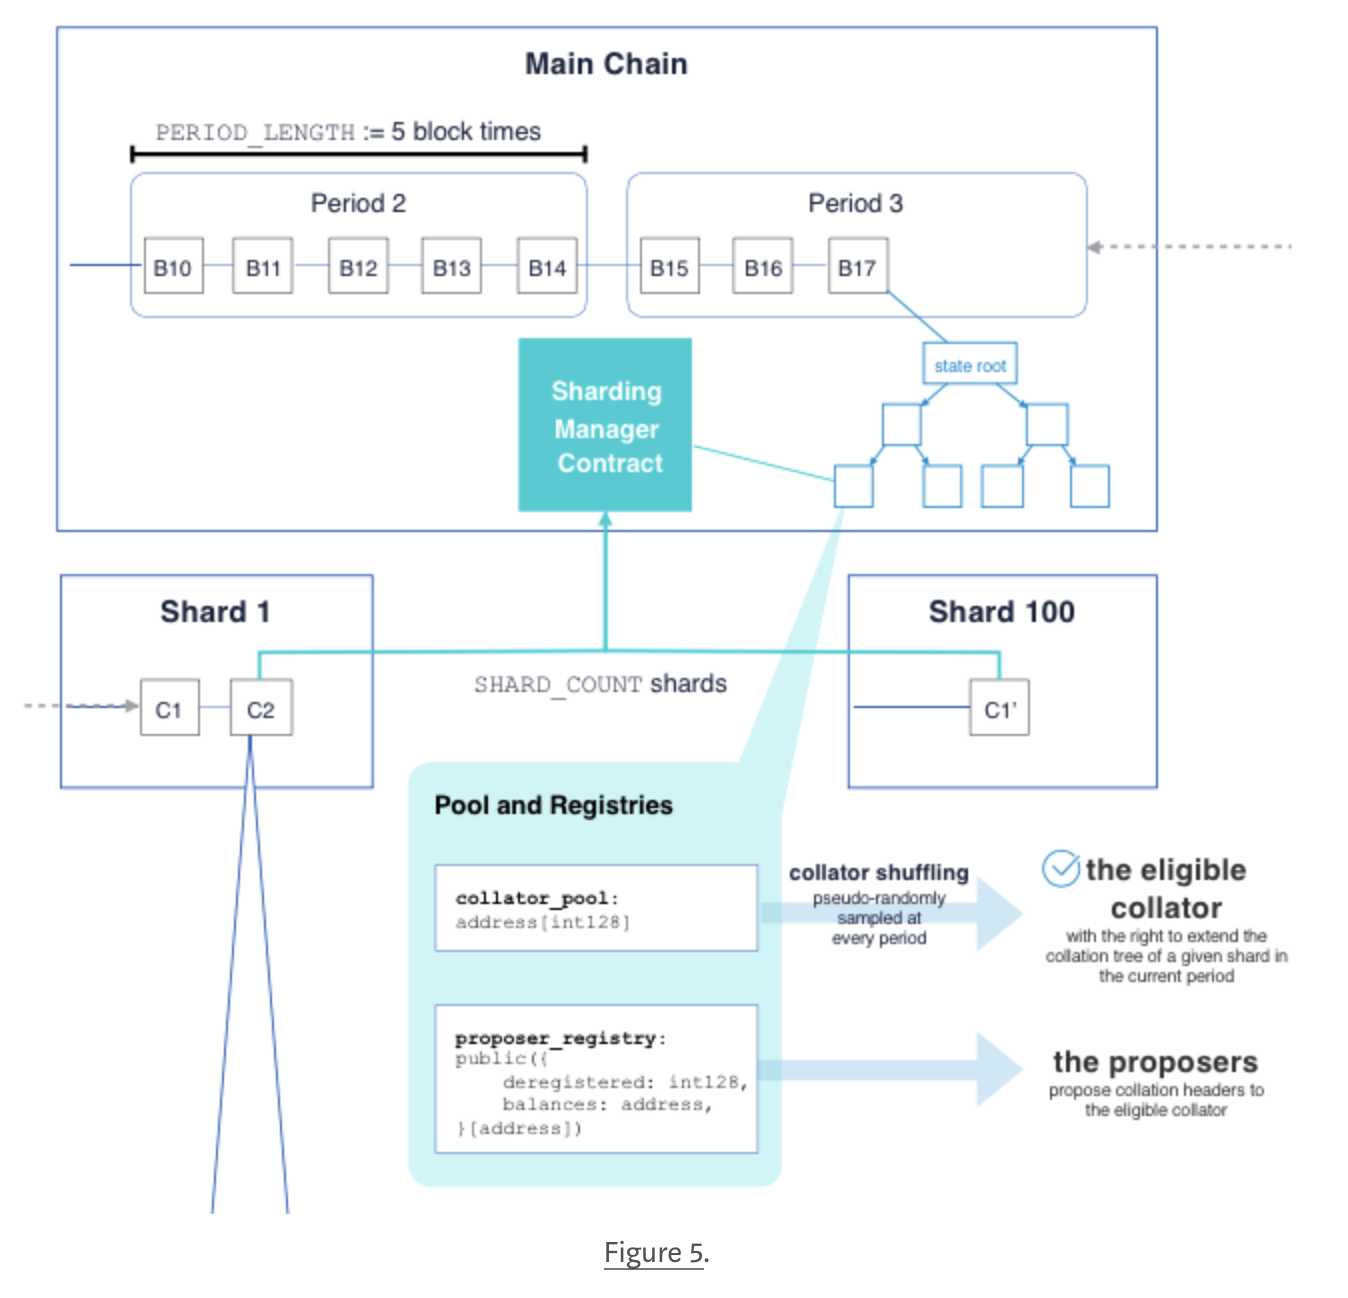 Main Chain
PERIOD_LENGTH := 5 block times
Period 2
Period 3
B10
B11
B12
B13
B14
B15
B16
B17
state root
Sharding
Manager
Contract
Shard 1
Shard 100
C1
C2
SHARD_COUNT shards
C1’
Pool and Registries
collator_pool:
address[int128]
collator shuffling
pseudo-randomly
sampled at
every period
the eligible
collator
with the right to extend the
collation tree of a given shard in
the current period
proposer_registry:
public({
deregistered: int128,
balances: address,
}[address])
the proposers
propose collation headers to
the eligible collator
Figure 5.